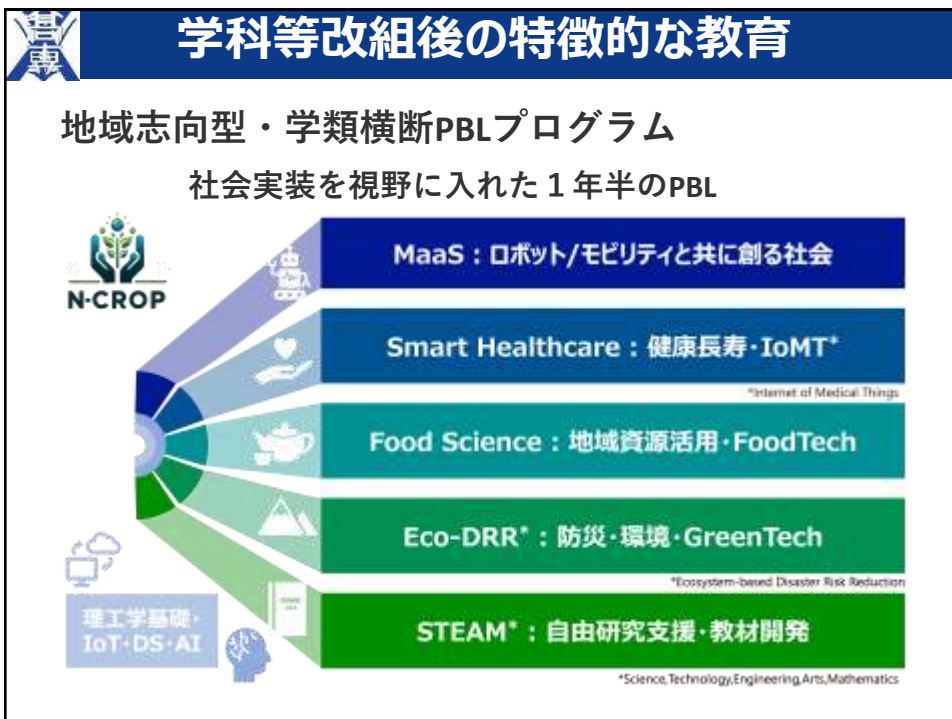 学科等改組後の特徴的な教育
地域志向型・学類横断PBLプログラム
社会実装を視野に入れた１年半のPBL
N-CROP
MaaS：ロボット/モビリティと共に創る社会
Smart Healthcare：健康長寿・IoMT*
*Internet of Medical Things
Food Science：地域資源活用・FoodTech
Eco-DRR*：防災・環境・GreenTech
*Ecosystem-based Disaster Risk Reduction
理工学基礎・
IoT・DS・AI
STEAM*：自由研究支援・教材開発
*Science,Technology,Engineering,Arts,Mathematics